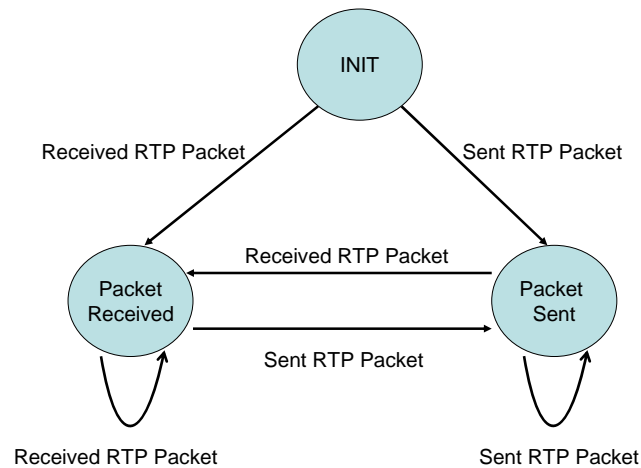 INIT
Received RTP Packet
Sent RTP Packet
Received RTP Packet
Packet
Received
Packet
Sent
Sent RTP Packet
Received RTP Packet
Sent RTP Packet